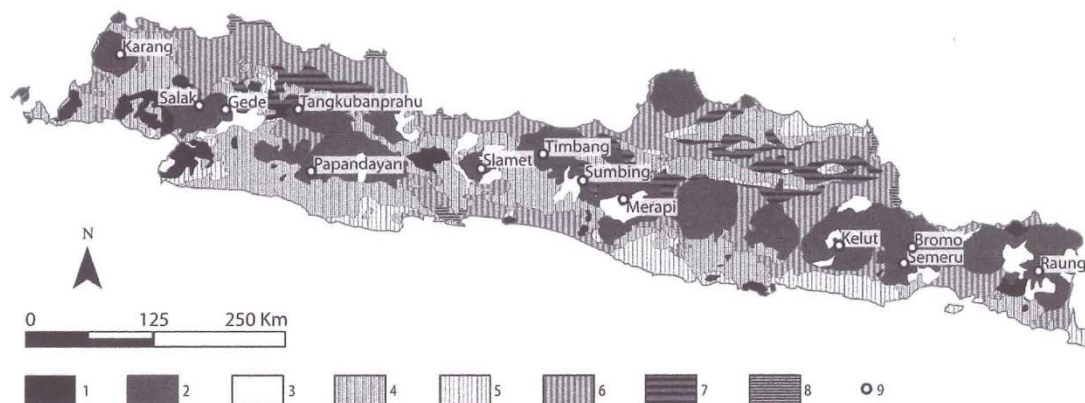 Karang
Salak
Gede
Tangkubanprahu
Papandayan
Slamet
Timbang
Sumbing
Merapi
Kelut
Bromo
Semeru
Raung
N
0 125 250 Km
1 2 3 4 5 6 7 8 9